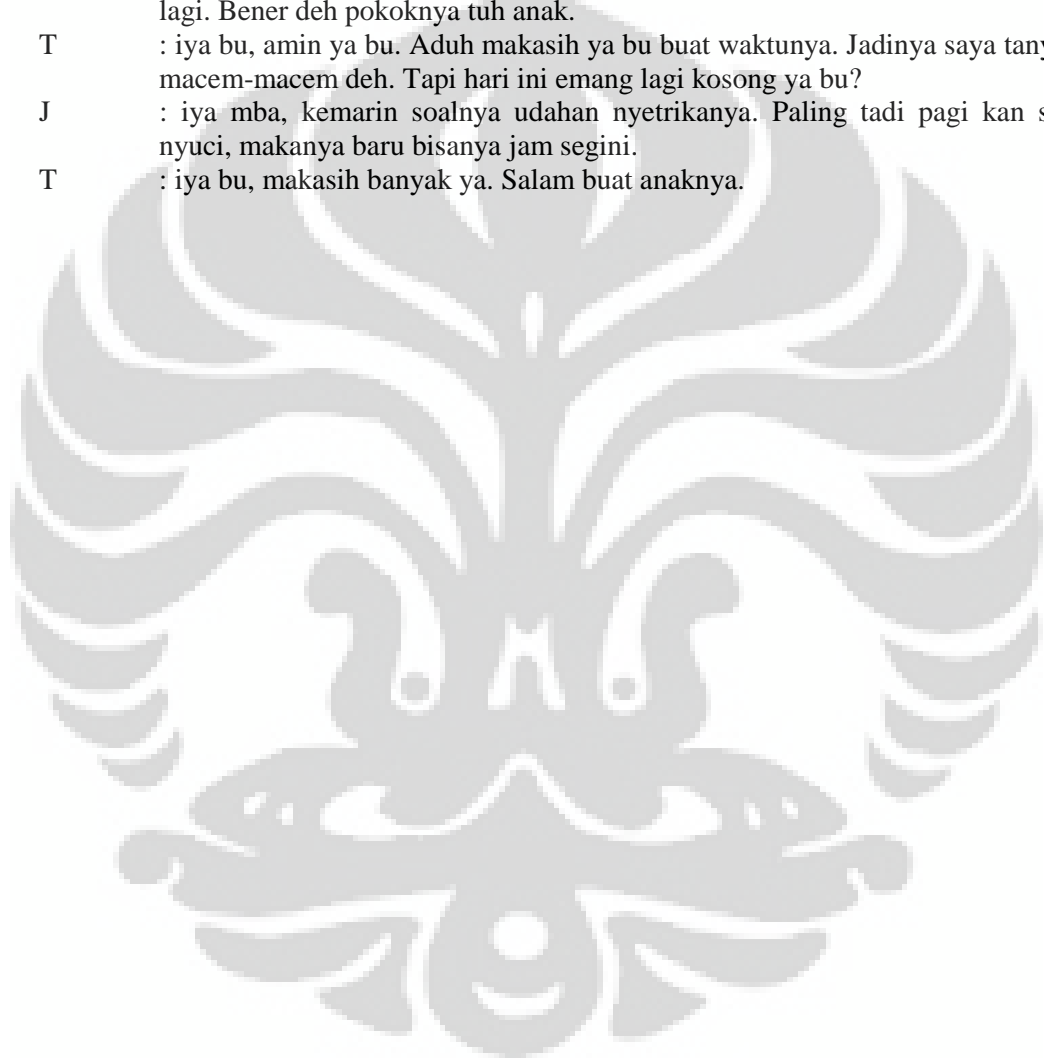 lagi. Bener deh pokoknya tuh anak.
T : iya bu, amin ya bu. Aduh makasih ya bu buat waktunya. Jadinya saya
macem-macem deh. Tapi hari ini emang lagi kosong ya bu?
J : iya mba, kemarin soalnya udahan nyetrikanya. Paling tadi pagi kan
nyuci, makanya baru bisanya jam segini.
T : iya bu, makasih banyak ya. Salam buat anaknya.